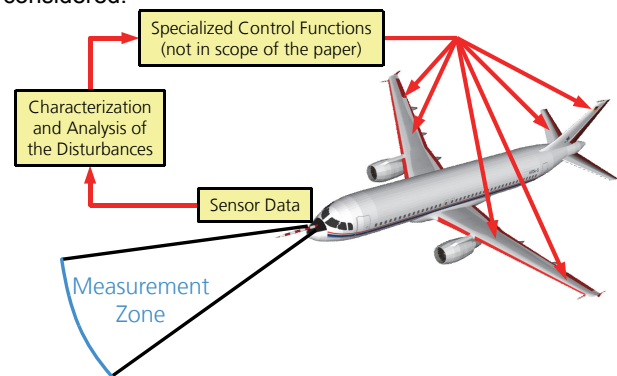 considered.
Specialized Control Functions
(not in scope of the paper)
Characterization
and Analysis of
the Disturbances
Sensor Data
Measurement
Zone